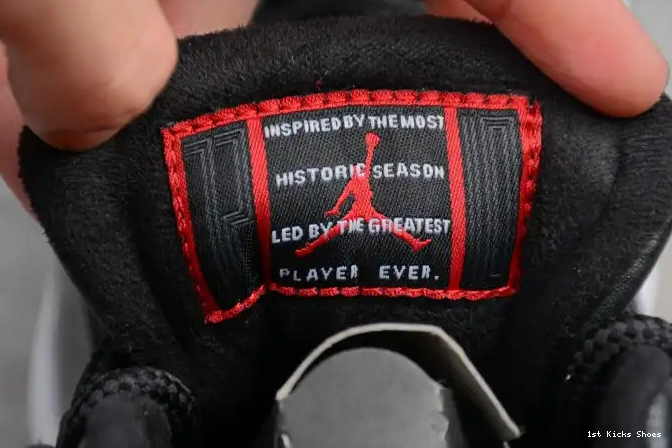 INSPIRED BY THE MOST
HISTORIC SEASON
LED BY THE GREATEST
PLAYER EVER.
1st Kicks Shoes